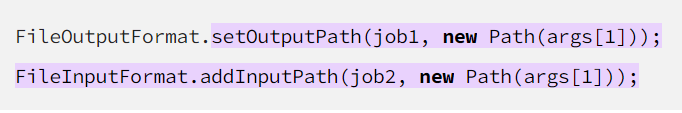 FileOutputFormat.setOutputPath(job1, new Path(args[1]));
FileInputFormat.addInputPath(job2, new Path(args[1]));